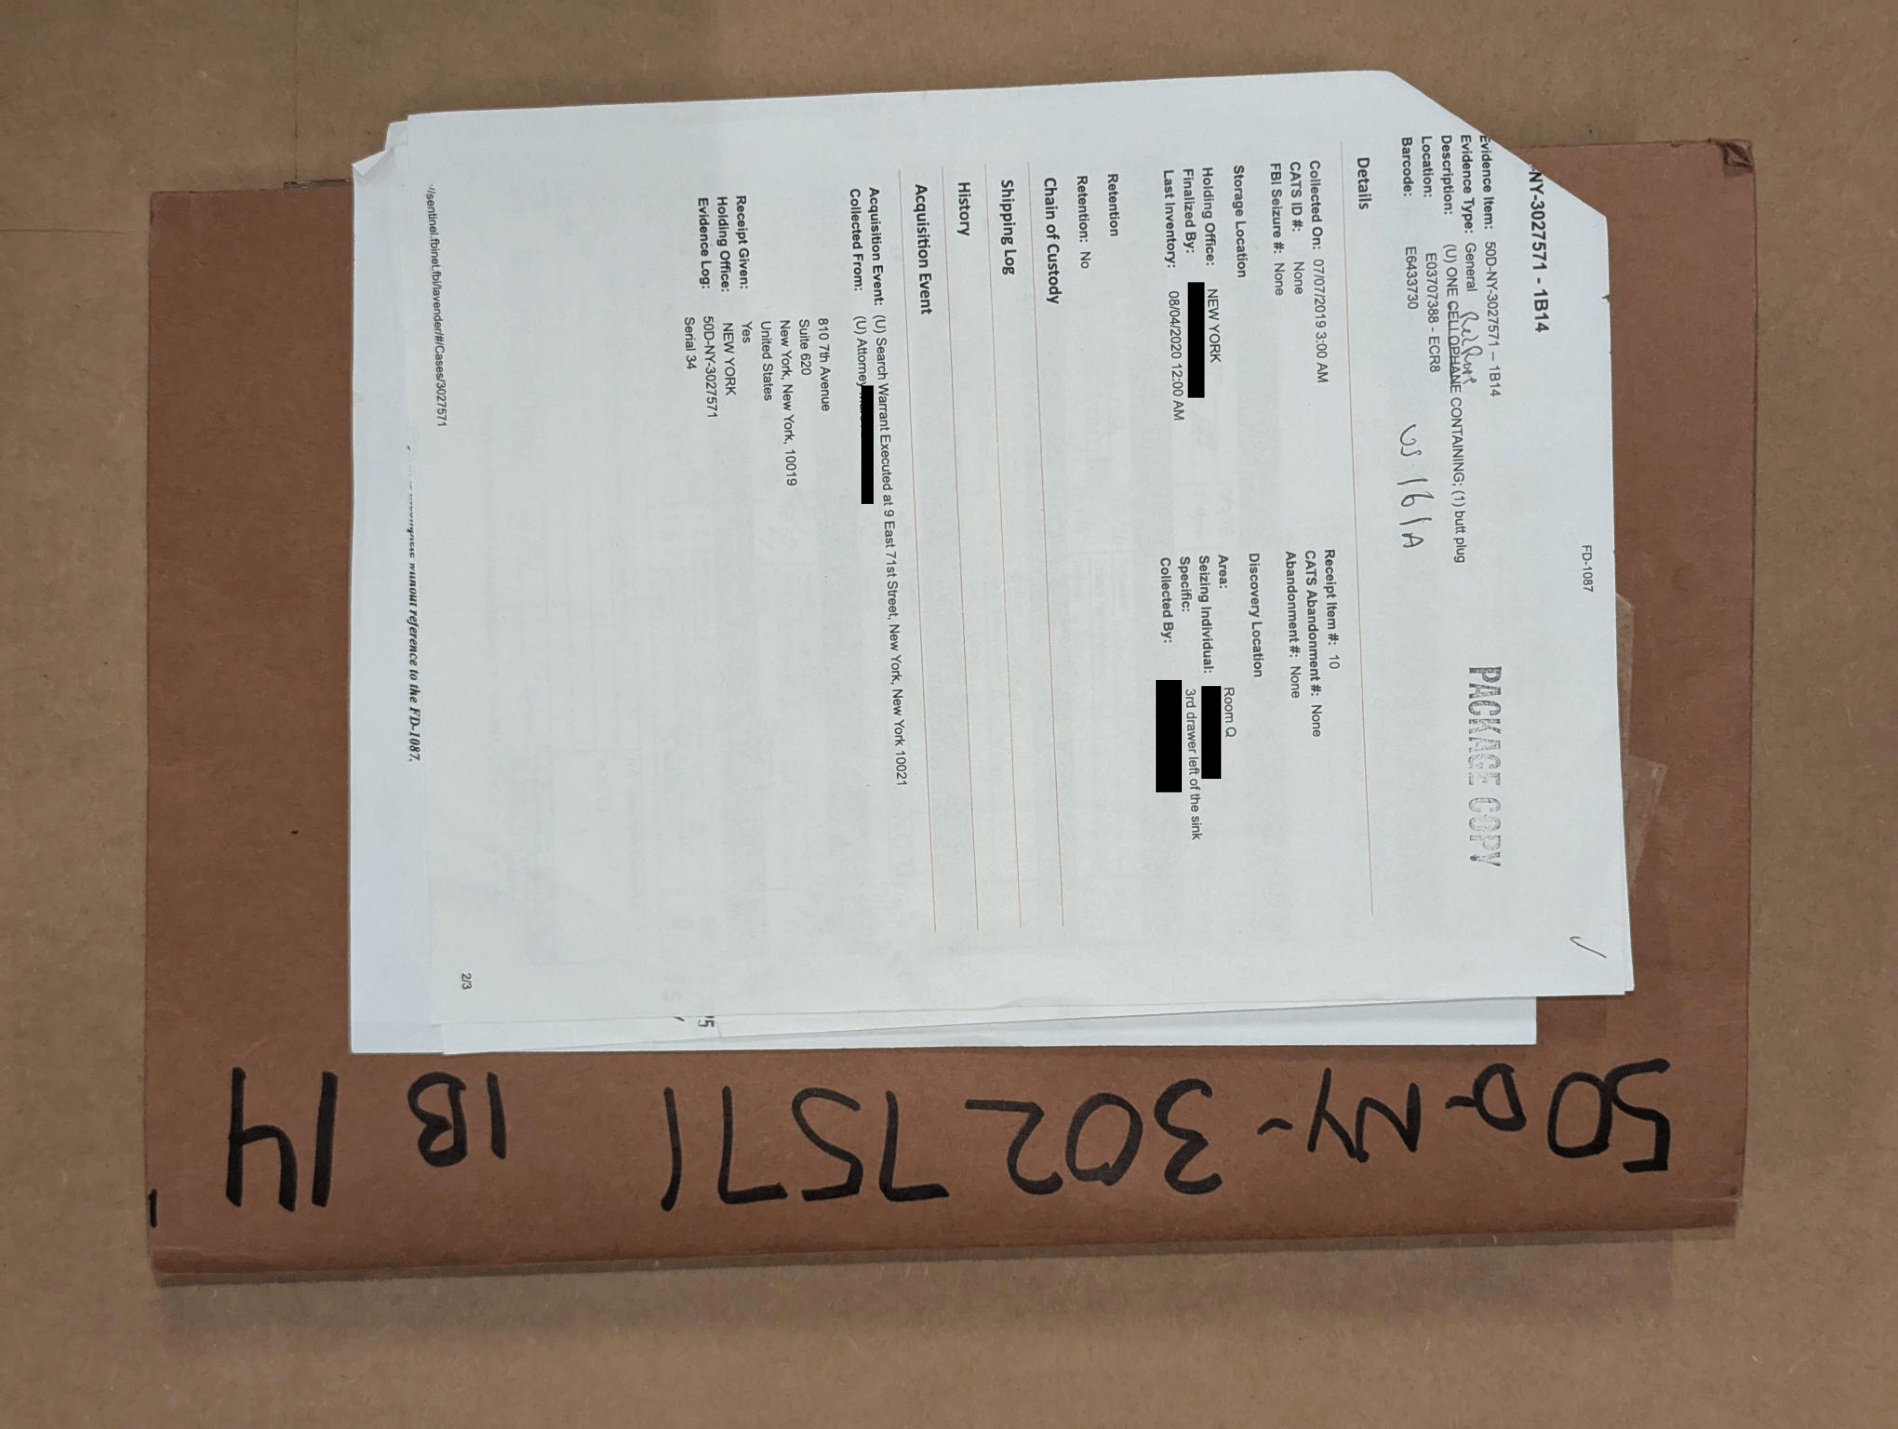 FD-1087
-NY-3027571 - 1B14
PACKAGE COPY
Evidence Item: 50D-NY-3027571 – 1B14
Evidence Type: General
Description: (U) ONE CELLOPHANE CONTAINING; (1) butt plug
Location: E03707388 - ECR8
Barcode: E6433730
US 161A
Details
Collected On: 07/07/2019 3:00 AM
Receipt Item #: 10
CATS ID #: None
CATS Abandonment #: None
FBI Seizure #: None
Abandonment #: None
Storage Location
Discovery Location
Holding Office: NEW YORK
Area: Room Q
Finalized By:
Seizing Individual:
Last Inventory: 08/04/2020 12:00 AM
Specific: 3rd drawer left of the sink
Collected By:
Retention
Retention: No
Chain of Custody
Shipping Log
History
Acquisition Event
Acquisition Event: (U) Search Warrant Executed at 9 East 71st Street, New York, New York 10021
Collected From: (U) Attorney
810 7th Avenue
Suite 620
New York, New York, 10019
United States
Receipt Given: Yes
Holding Office: NEW YORK
Evidence Log: 50D-NY-3027571
Serial 34
2/3
//sentinel.fbinet.fbi/lavender/#/Cases/3027571
without reference to the FD-1087.
50D-NY-3027571 1B 14